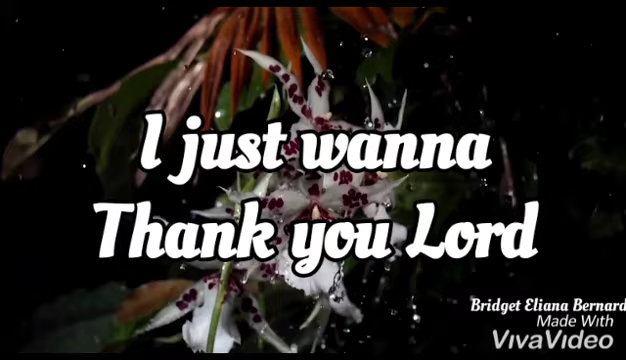 I just wanna
Thank you Lord
Bridget Eliana Bernard
Made With
VivaVideo